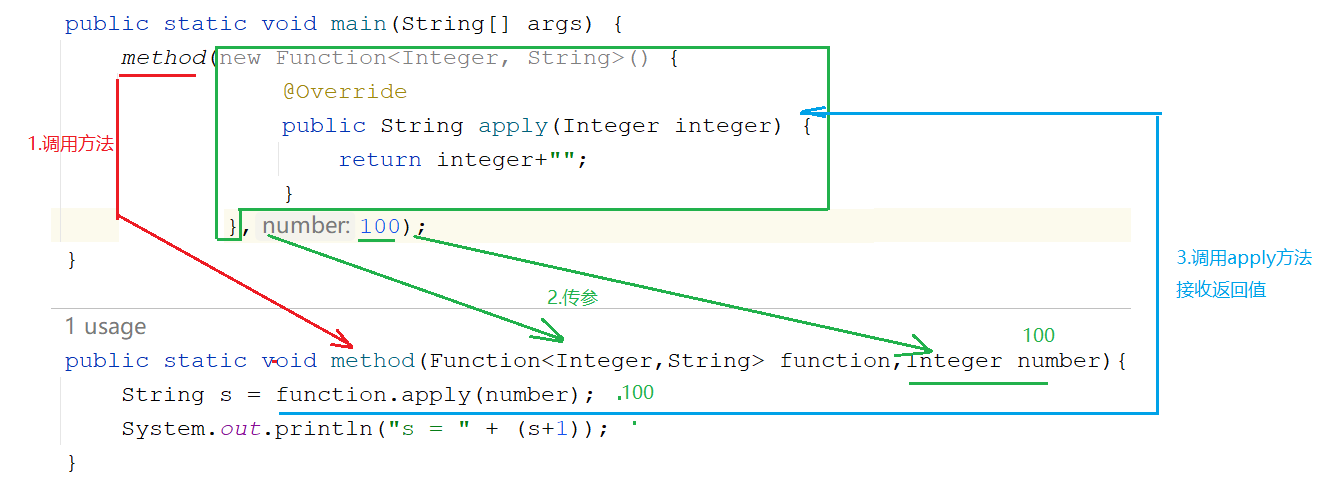 public static void main(String[] args) {
method(new Function<Integer, String>() {
@Override
public String apply(Integer integer) {
1.调用方法
return integer+"";
}
}, number: 100);
}
3.调用apply方法
接收返回值
2.传参
1 usage
100
public static void method(Function<Integer,String> function,Integer number){
String s = function.apply(number); .100
System.out.println("s = " + (s+1));
}